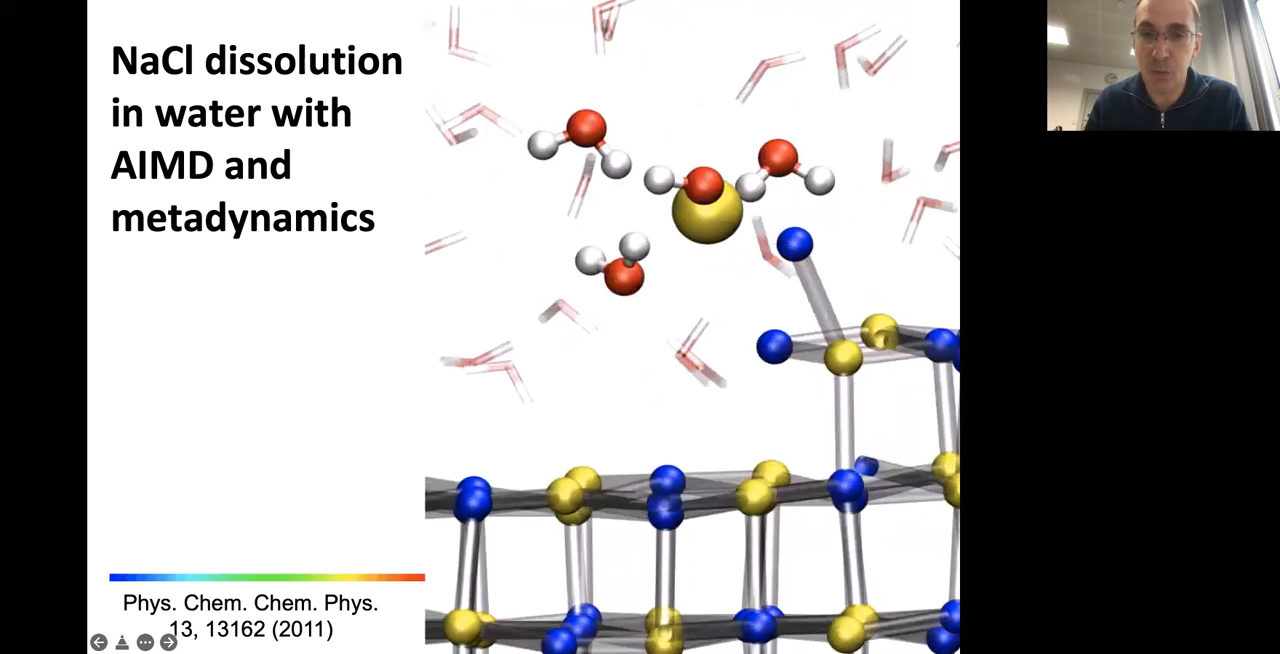 NaCl dissolution
in water with
AIMD and
metadynamics
Phys. Chem. Chem. Phys.
13, 13162 (2011)